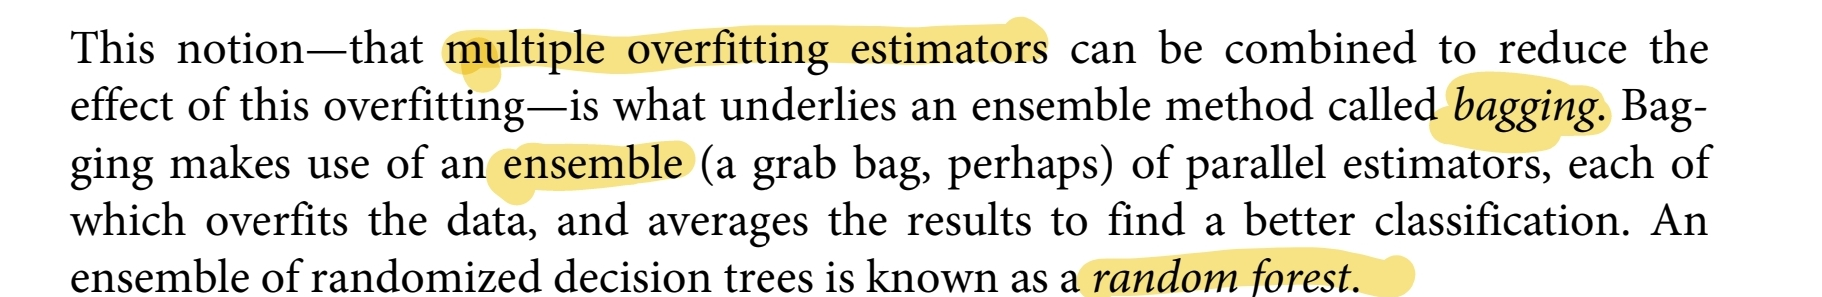 This notion—that multiple overfitting estimators can be combined to reduce the
effect of this overfitting—is what underlies an ensemble method called bagging. Bag-
ging makes use of an ensemble (a grab bag, perhaps) of parallel estimators, each of
which overfits the data, and averages the results to find a better classification. An
ensemble of randomized decision trees is known as a random forest.